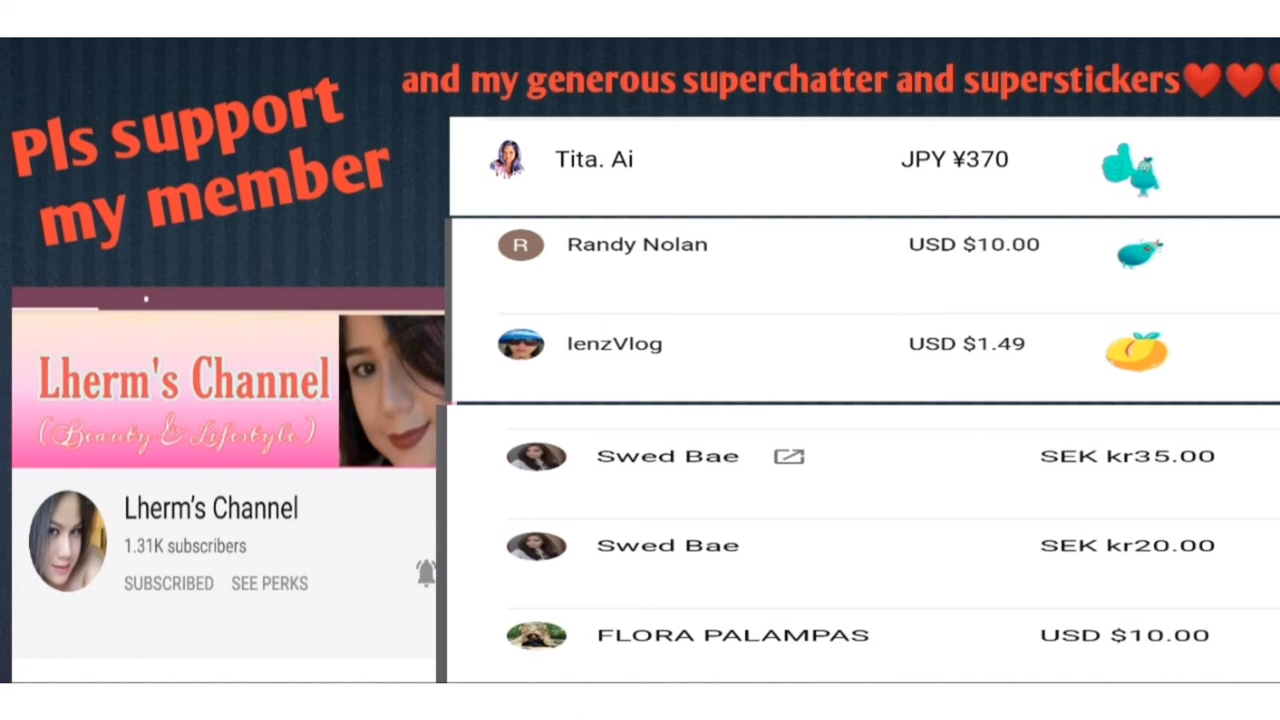 Pls support
my member
and my generous superchatter and superstickers❤️❤️
Tita. Ai JPY ¥370
R Randy Nolan USD $10.00
lenzVlog USD $1.49
Swed Bae SEK kr35.00
Swed Bae SEK kr20.00
FLORA PALAMPAS USD $10.00
Lherm's Channel
(Beauty & Lifestyle)
Lherm's Channel
1.31K subscribers
SUBSCRIBED SEE PERKS